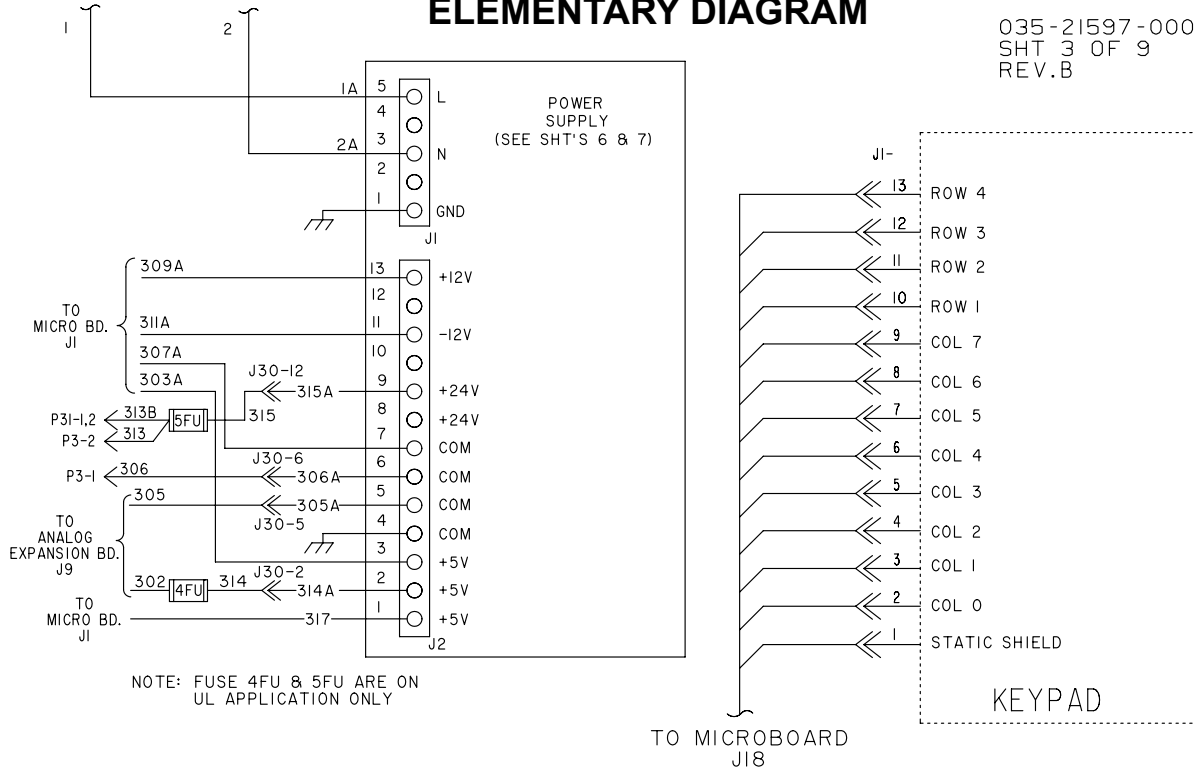 ELEMENTARY DIAGRAM
035-21597-000
SHT 3 OF 9
REV.B
1
2
1A
2A
5
4
3
2
1
L
N
GND
J1
POWER
SUPPLY
(SEE SHT'S 6 & 7)
TO
MICRO BD.
J1
309A
311A
307A
303A
13
12
11
10
9
8
7
6
5
4
3
2
1
+12V
-12V
+24V
+24V
COM
COM
COM
COM
+5V
+5V
+5V
J2
J30-12
315A
315
P31-1,2
313B
5FU
P3-2
313
J30-6
P3-1
306
306A
305
305A
J30-5
TO
ANALOG
EXPANSION BD.
J9
302
4FU
314
J30-2
314A
TO
MICRO BD.
J1
317
NOTE: FUSE 4FU & 5FU ARE ON
UL APPLICATION ONLY
J1-
13 ROW 4
12 ROW 3
11 ROW 2
10 ROW 1
9 COL 7
8 COL 6
7 COL 5
6 COL 4
5 COL 3
4 COL 2
3 COL 1
2 COL 0
1 STATIC SHIELD
KEYPAD
TO MICROBOARD
J18